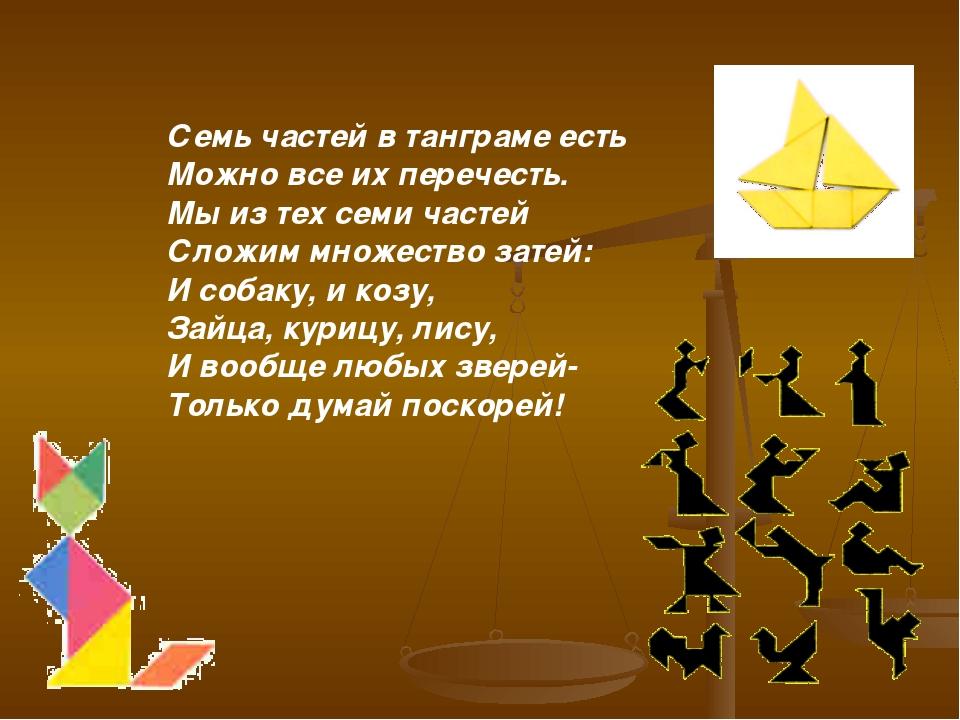 Семь частей в танграме есть
Можно все их перечесть.
Мы из тех семи частей
Сложим множество затей:
И собаку, и козу,
Зайца, курицу, лису,
И вообще любых зверей-
Только думай поскорей!